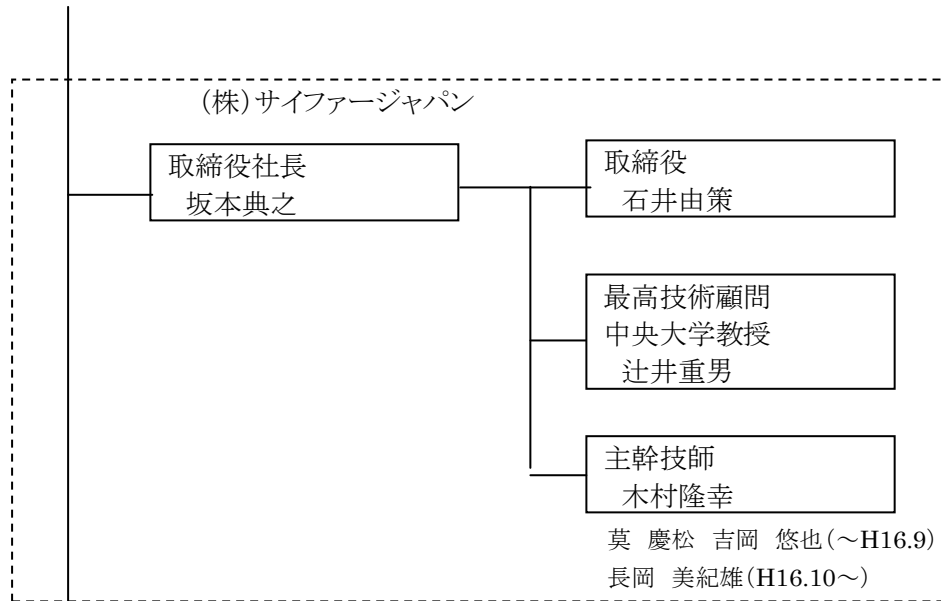 (株)サイファージャパン
取締役社長
坂本典之
取締役
石井由策
最高技術顧問
中央大学教授
辻井重男
主幹技師
木村隆幸
莫 慶松 吉岡 悠也(～H16.9)
長岡 美紀雄(H16.10～)